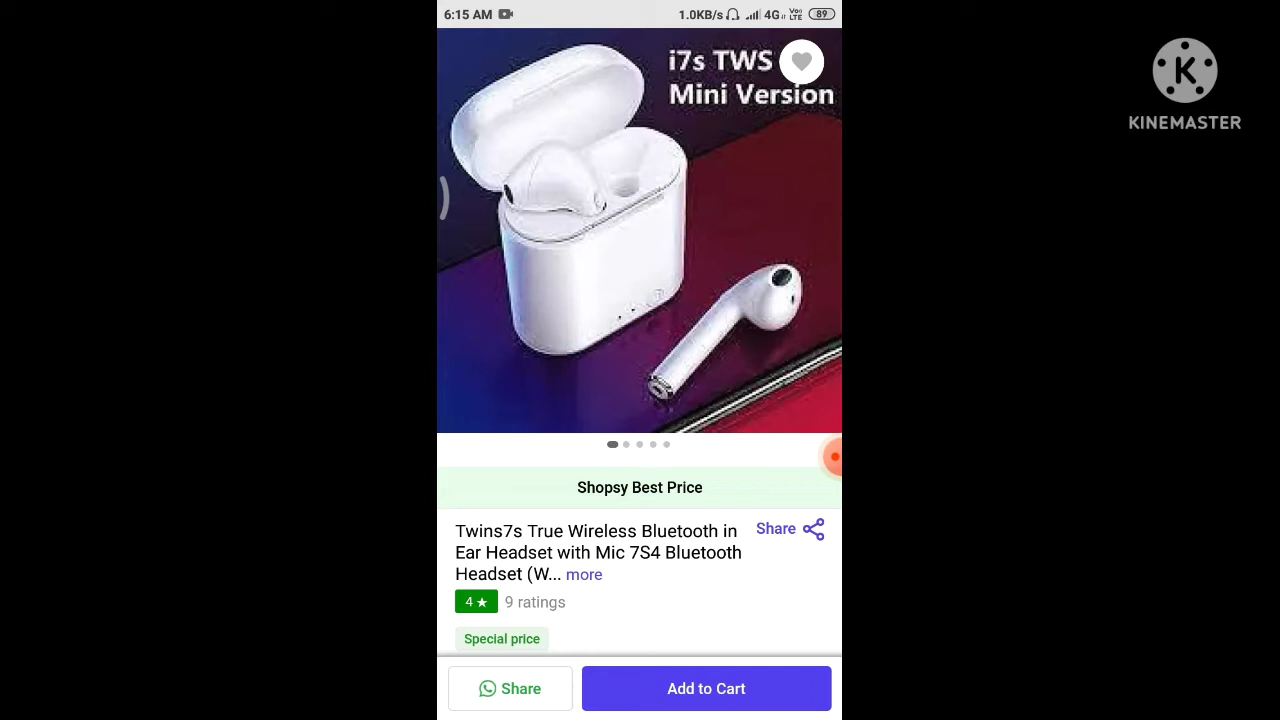 6:15 AM 1.0KB/s 4G Vo LTE 89
i7s TWS
Mini Version
K
KINEMASTER
Shopsy Best Price
Twins7s True Wireless Bluetooth in
Ear Headset with Mic 7S4 Bluetooth
Headset (W... more
Share
4 ★ 9 ratings
Special price
Share
Add to Cart